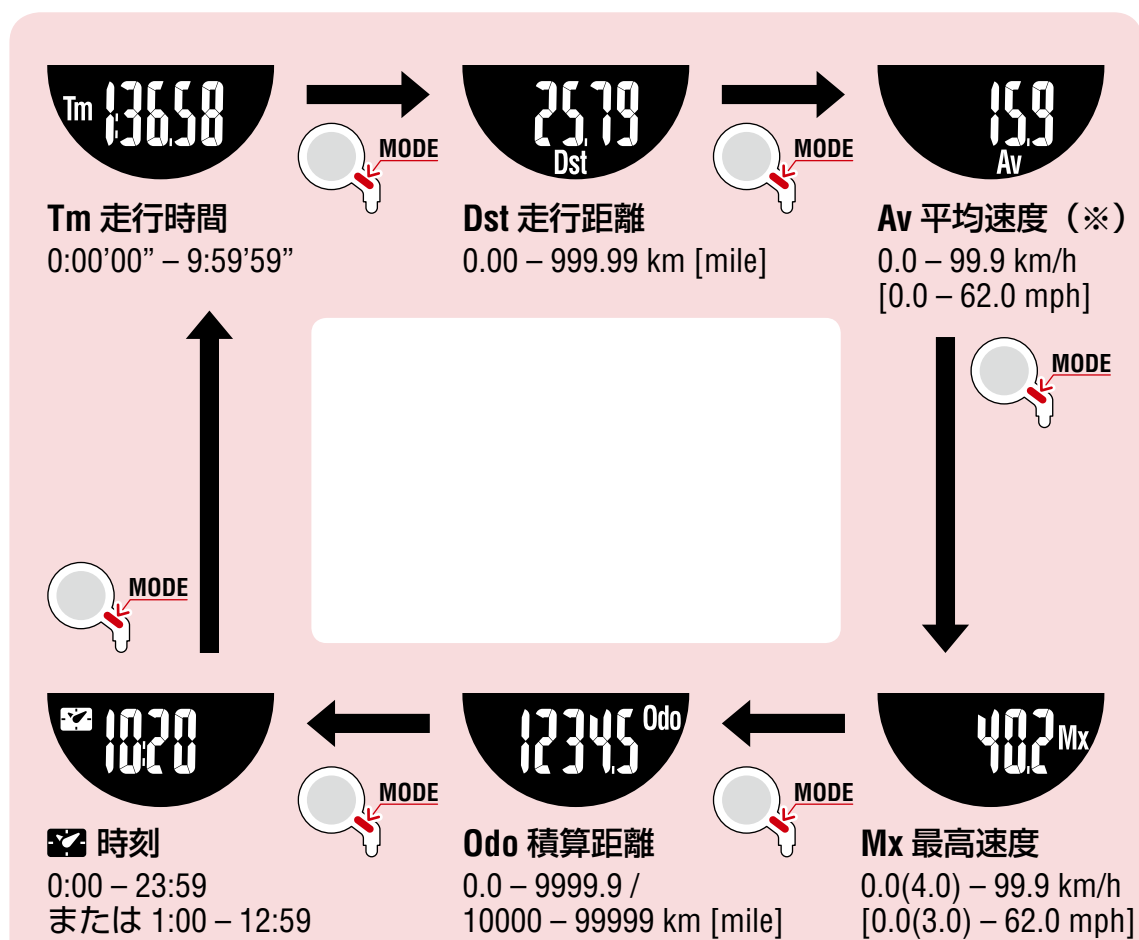 Tm 1:36.58
25.79
Dst
15.9
Av
MODE
MODE
Tm 走行時間
0:00’00” – 9:59’59”
Dst 走行距離
0.00 – 999.99 km [mile]
Av 平均速度（※）
0.0 – 99.9 km/h
[0.0 – 62.0 mph]
MODE
MODE
10:20
1234.5 Odo
40.2 Mx
MODE
MODE
時刻
0:00 – 23:59
または 1:00 – 12:59
Odo 積算距離
0.0 – 9999.9 /
10000 – 99999 km [mile]
Mx 最高速度
0.0(4.0) – 99.9 km/h
[0.0(3.0) – 62.0 mph]